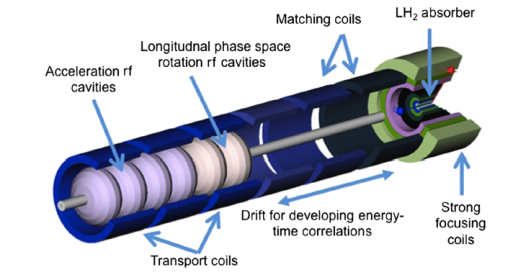 Matching coils
LH2 absorber
Longitudnal phase space
rotation rf cavities
Acceleration rf
cavities
Drift for developing energy-
time correlations
Strong
focusing
coils
Transport coils